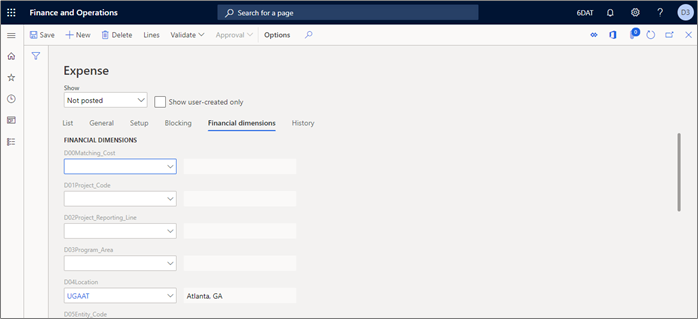 Finance and Operations
Search for a page
6DAT
?
D3
Save
New
Delete
Lines
Validate
Approval
Options
0
Expense
Show
Not posted
Show user-created only
List
General
Setup
Blocking
Financial dimensions
History
FINANCIAL DIMENSIONS
D00Matching_Cost
D01Project_Code
D02Project_Reporting_Line
D03Program_Area
D04Location
UGAAT
Atlanta, GA
D05Entity_Code